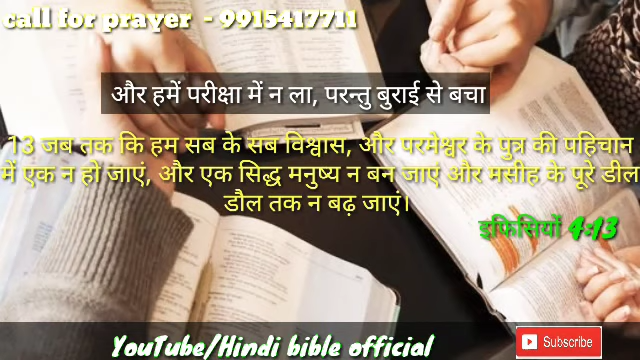 call for prayer - 9915417711
और हमें परीक्षा में न ला, परन्तु बुराई से बचा
13 जब तक कि हम सब के सब विश्वास, और परमेश्वर के पुत्र की पहिचान
में एक न हो जाएं, और एक सिद्ध मनुष्य न बन जाएं और मसीह के पूरे डील
डौल तक न बढ़ जाएं।
इफिसियों 4:13
YouTube/Hindi bible official
Subscribe